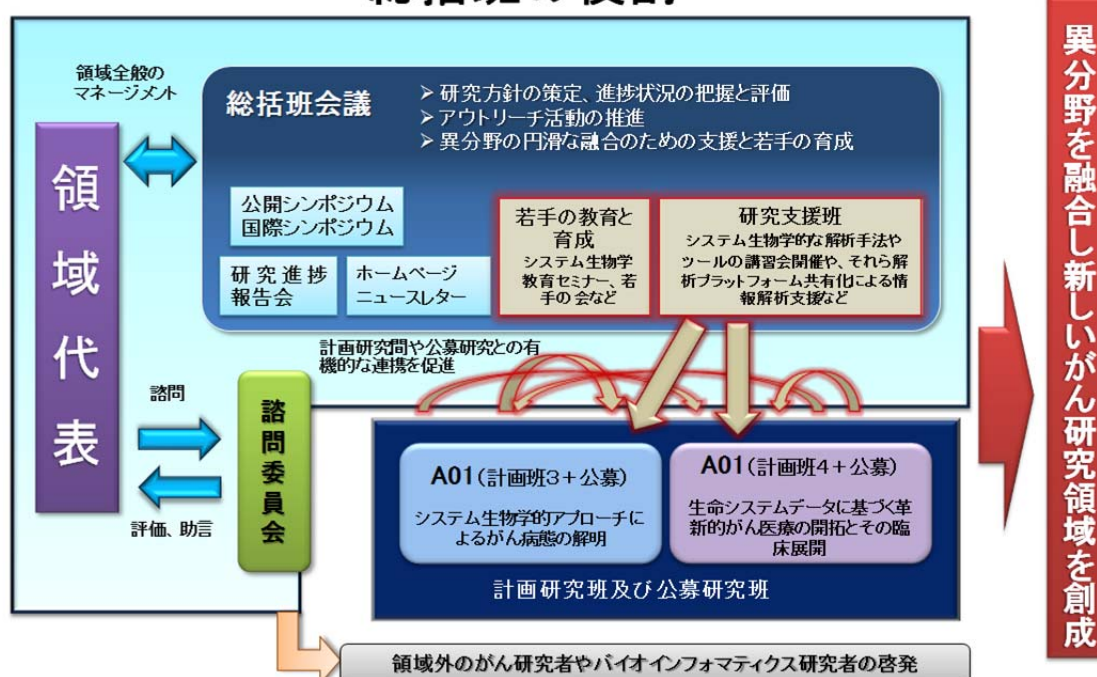 総括班の役割
領域全般の
マネージメント
領域代表
総括班会議
➢ 研究方針の策定、進捗状況の把握と評価
➢ アウトリーチ活動の推進
➢ 異分野の円滑な融合のための支援と若手の育成
公開シンポジウム
国際シンポジウム
研究進捗
報告会
ホームページ
ニュースレター
若手の教育と
育成
システム生物学
教育セミナー、若
手の会など
研究支援班
システム生物学的な解析手法や
ツールの講習会開催や、それら解
析プラットフォーム共有化による情
報解析支援など
計画研究間や公募研究との有
機的な連携を促進
諮問
評価、助言
諮問委員会
A01(計画班3+公募)
システム生物学的アプローチに
よるがん病態の解明
A01(計画班4+公募)
生命システムデータに基づく革
新的がん医療の開拓とその臨
床展開
計画研究班及び公募研究班
領域外のがん研究者やバイオインフォマティクス研究者の啓発
異分野を融合し新しいがん研究領域を創成